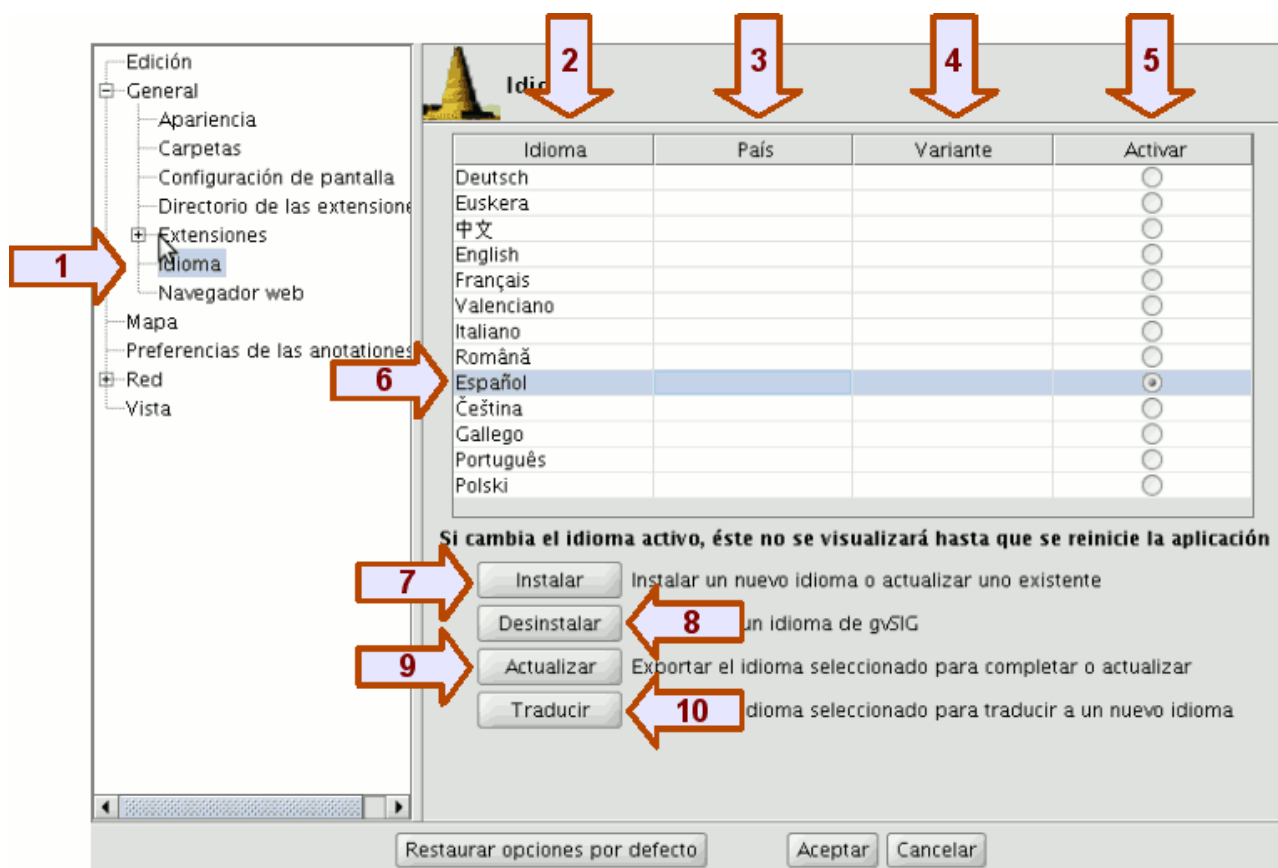 2 3 4 5
Edición
General
Apariencia
Carpetas
Configuración de pantalla
Directorio de las extensione
Extensiones
1 Idioma
Navegador web
Mapa
Preferencias de las anotationes
Red
Vista
Idioma País Variante Activar
Deutsch
Euskera
中文
English
Français
Valenciano
Italiano
Română
6 Español
Čeština
Gallego
Português
Polski
Si cambia el idioma activo, éste no se visualizará hasta que se reinicie la aplicación
7 Instalar Instalar un nuevo idioma o actualizar uno existente
Desinstalar 8 un idioma de gvSIG
9 Actualizar Exportar el idioma seleccionado para completar o actualizar
Traducir 10 idioma seleccionado para traducir a un nuevo idioma
Restaurar opciones por defecto Aceptar Cancelar